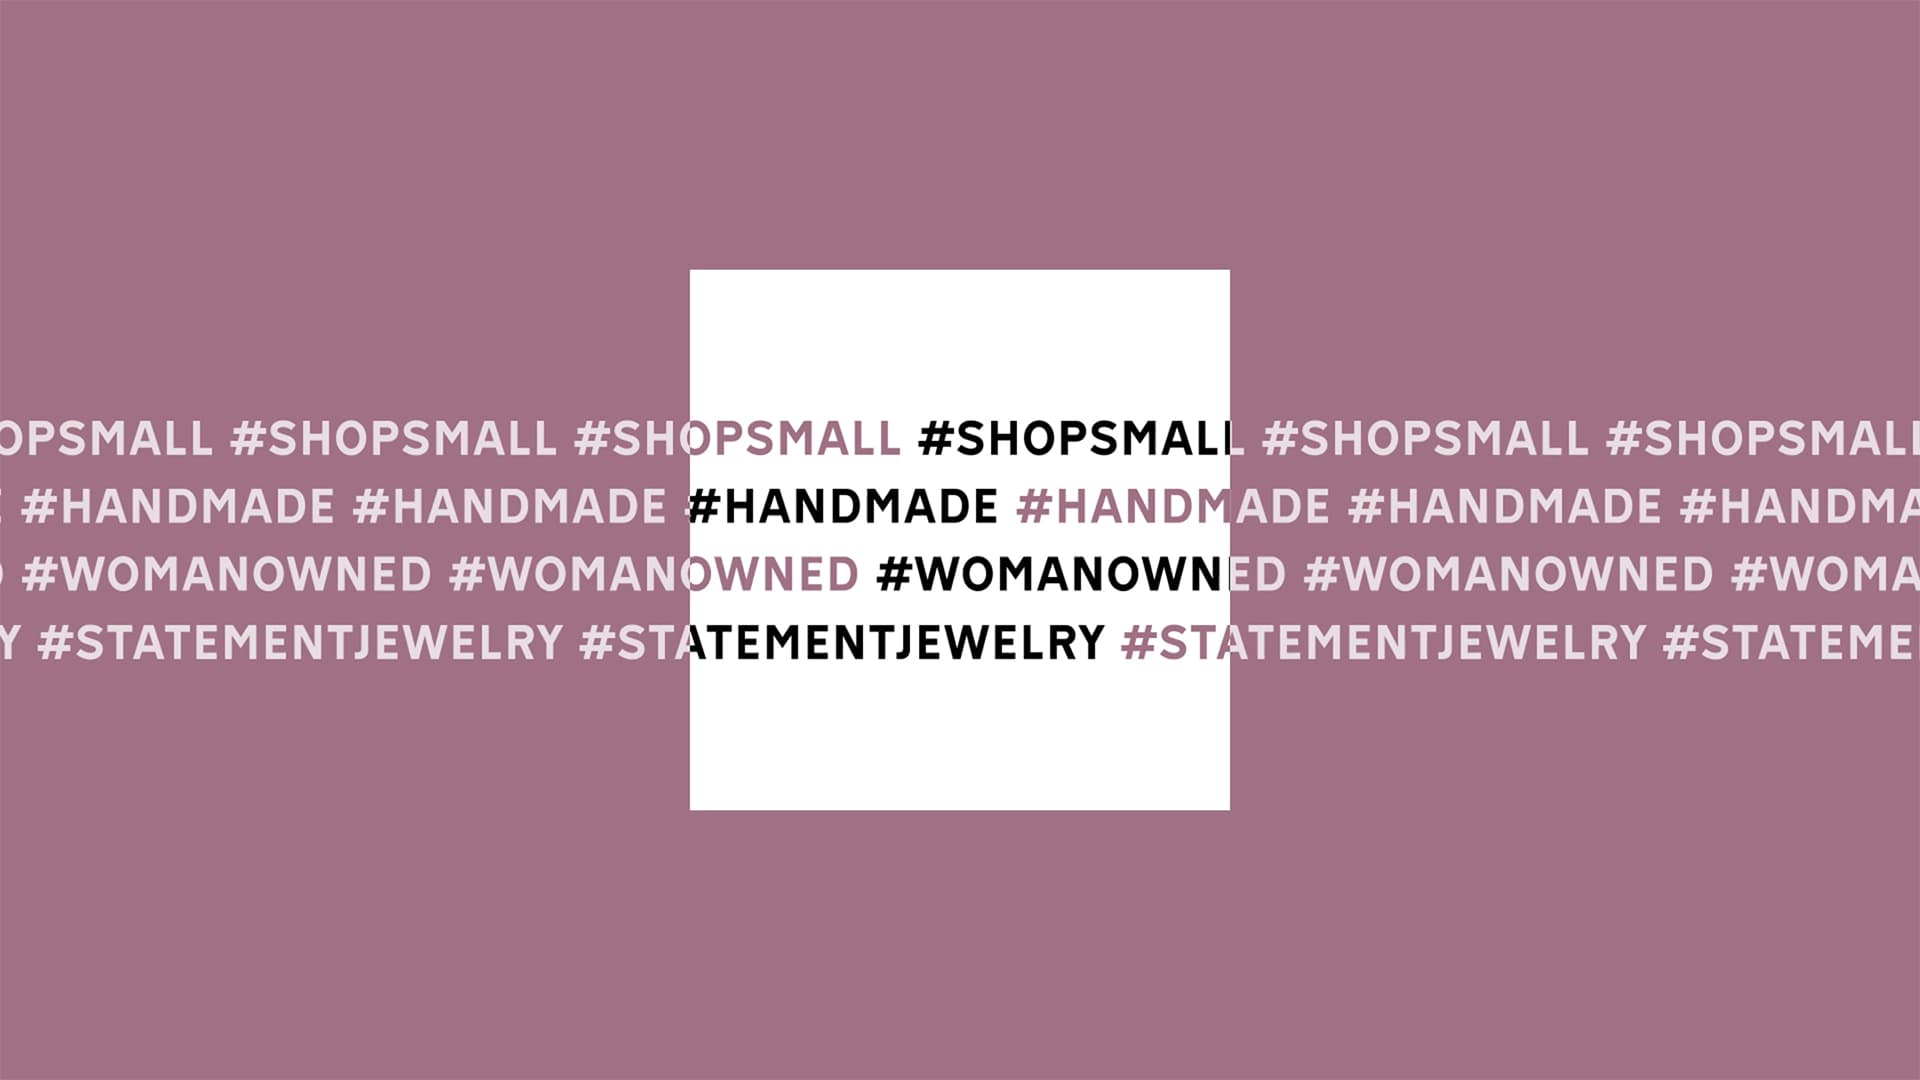 OPSMALL #SHOPSMALL #SHOPSMALL #SHOPSMALL #SHOPSMALL #SHOPSMALL
#HANDMADE #HANDMADE #HANDMADE #HANDMADE #HANDMADE #HANDMA
#WOMANOWNED #WOMANOWNED #WOMANOWNED #WOMANOWNED #WOMA
Y #STATEMENTJEWELRY #STATEMENTJEWELRY #STATEMENTJEWELRY #STATEME